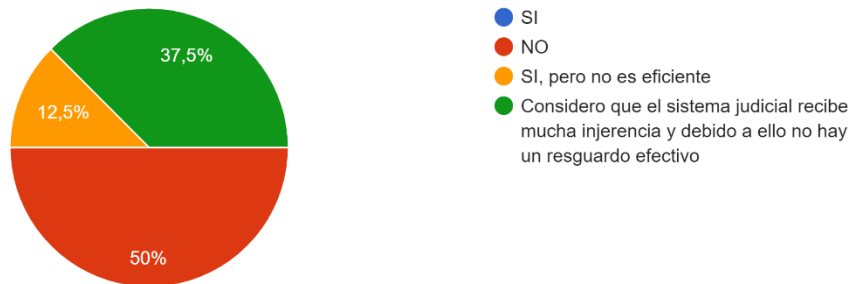 37,5%
12,5%
50%
SI
NO
SI, pero no es eficiente
Considero que el sistema judicial recibe
mucha injerencia y debido a ello no hay
un resguardo efectivo